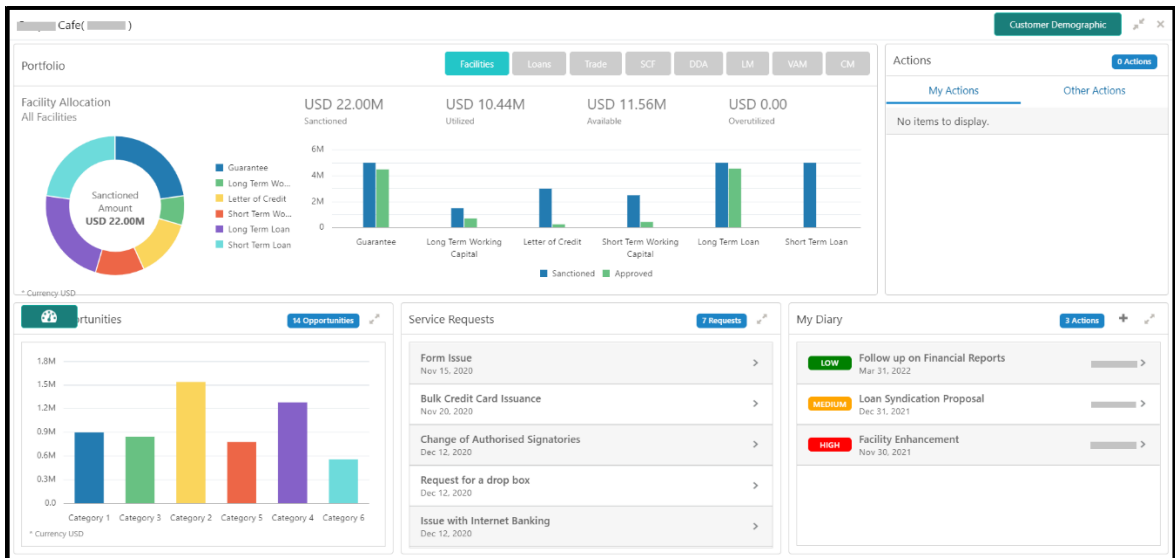 Cafe( )
Customer Demographic
Portfolio
Facilities
Loans
Trade
SCF
DDA
LM
VAM
CM
Facility Allocation
All Facilities
USD 22.00M
Sanctioned
USD 10.44M
Utilized
USD 11.56M
Available
USD 0.00
Overutilized
Sanctioned
Amount
USD 22.00M
Guarantee
Long Term Wo...
Letter of Credit
Short Term Wo...
Long Term Loan
Short Term Loan
6M
4M
2M
0
Guarantee
Long Term Working
Capital
Letter of Credit
Short Term Working
Capital
Long Term Loan
Short Term Loan
Sanctioned
Approved
* Currency USD
Actions
0 Actions
My Actions
Other Actions
No items to display.
rtunities
14 Opportunities
1.8M
1.5M
1.2M
0.9M
0.6M
0.3M
0.0
Category 1
Category 3
Category 2
Category 5
Category 4
Category 6
* Currency USD
Service Requests
7 Requests
Form Issue
Nov 15, 2020
Bulk Credit Card Issuance
Nov 20, 2020
Change of Authorised Signatories
Dec 12, 2020
Request for a drop box
Dec 12, 2020
Issue with Internet Banking
Dec 12, 2020
My Diary
3 Actions
LOW
Follow up on Financial Reports
Mar 31, 2022
MEDIUM
Loan Syndication Proposal
Dec 31, 2021
HIGH
Facility Enhancement
Nov 30, 2021